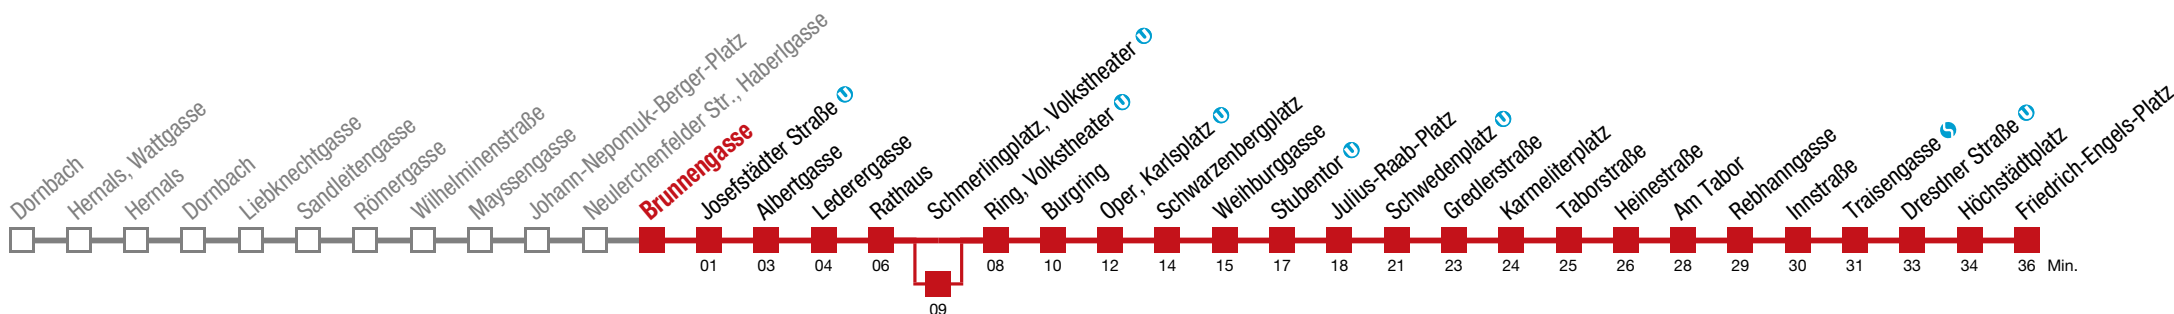 Dornbach
Hernals, Wattgasse
Hernals
Dornbach
Liebknechtgasse
Sandleitengasse
Römergasse
Wilhelminenstraße
Mayssengasse
Johann-Nepomuk-Berger-Platz
Neulerchenfelder Str., Haberlgasse
Brunnengasse
Josefstädter Straße U
Albertgasse
Lederergasse
Rathaus
Schmerlingplatz, Volkstheater U
Ring, Volkstheater U
Burgring
Oper, Karlsplatz U
Schwarzenbergplatz
Weihburggasse
Stubentor U
Julius-Raab-Platz
Schwedenplatz U
Gredlerstraße
Karmeliterplatz
Taborstraße
Heinestraße
Am Tabor
Rebhanngasse
Innstraße
Traisengasse S
Dresdner Straße U
Höchstädtplatz
Friedrich-Engels-Platz
01 03 04 06 08 10 12 14 15 17 18 21 23 24 25 26 28 29 30 31 33 34 36 Min.
09